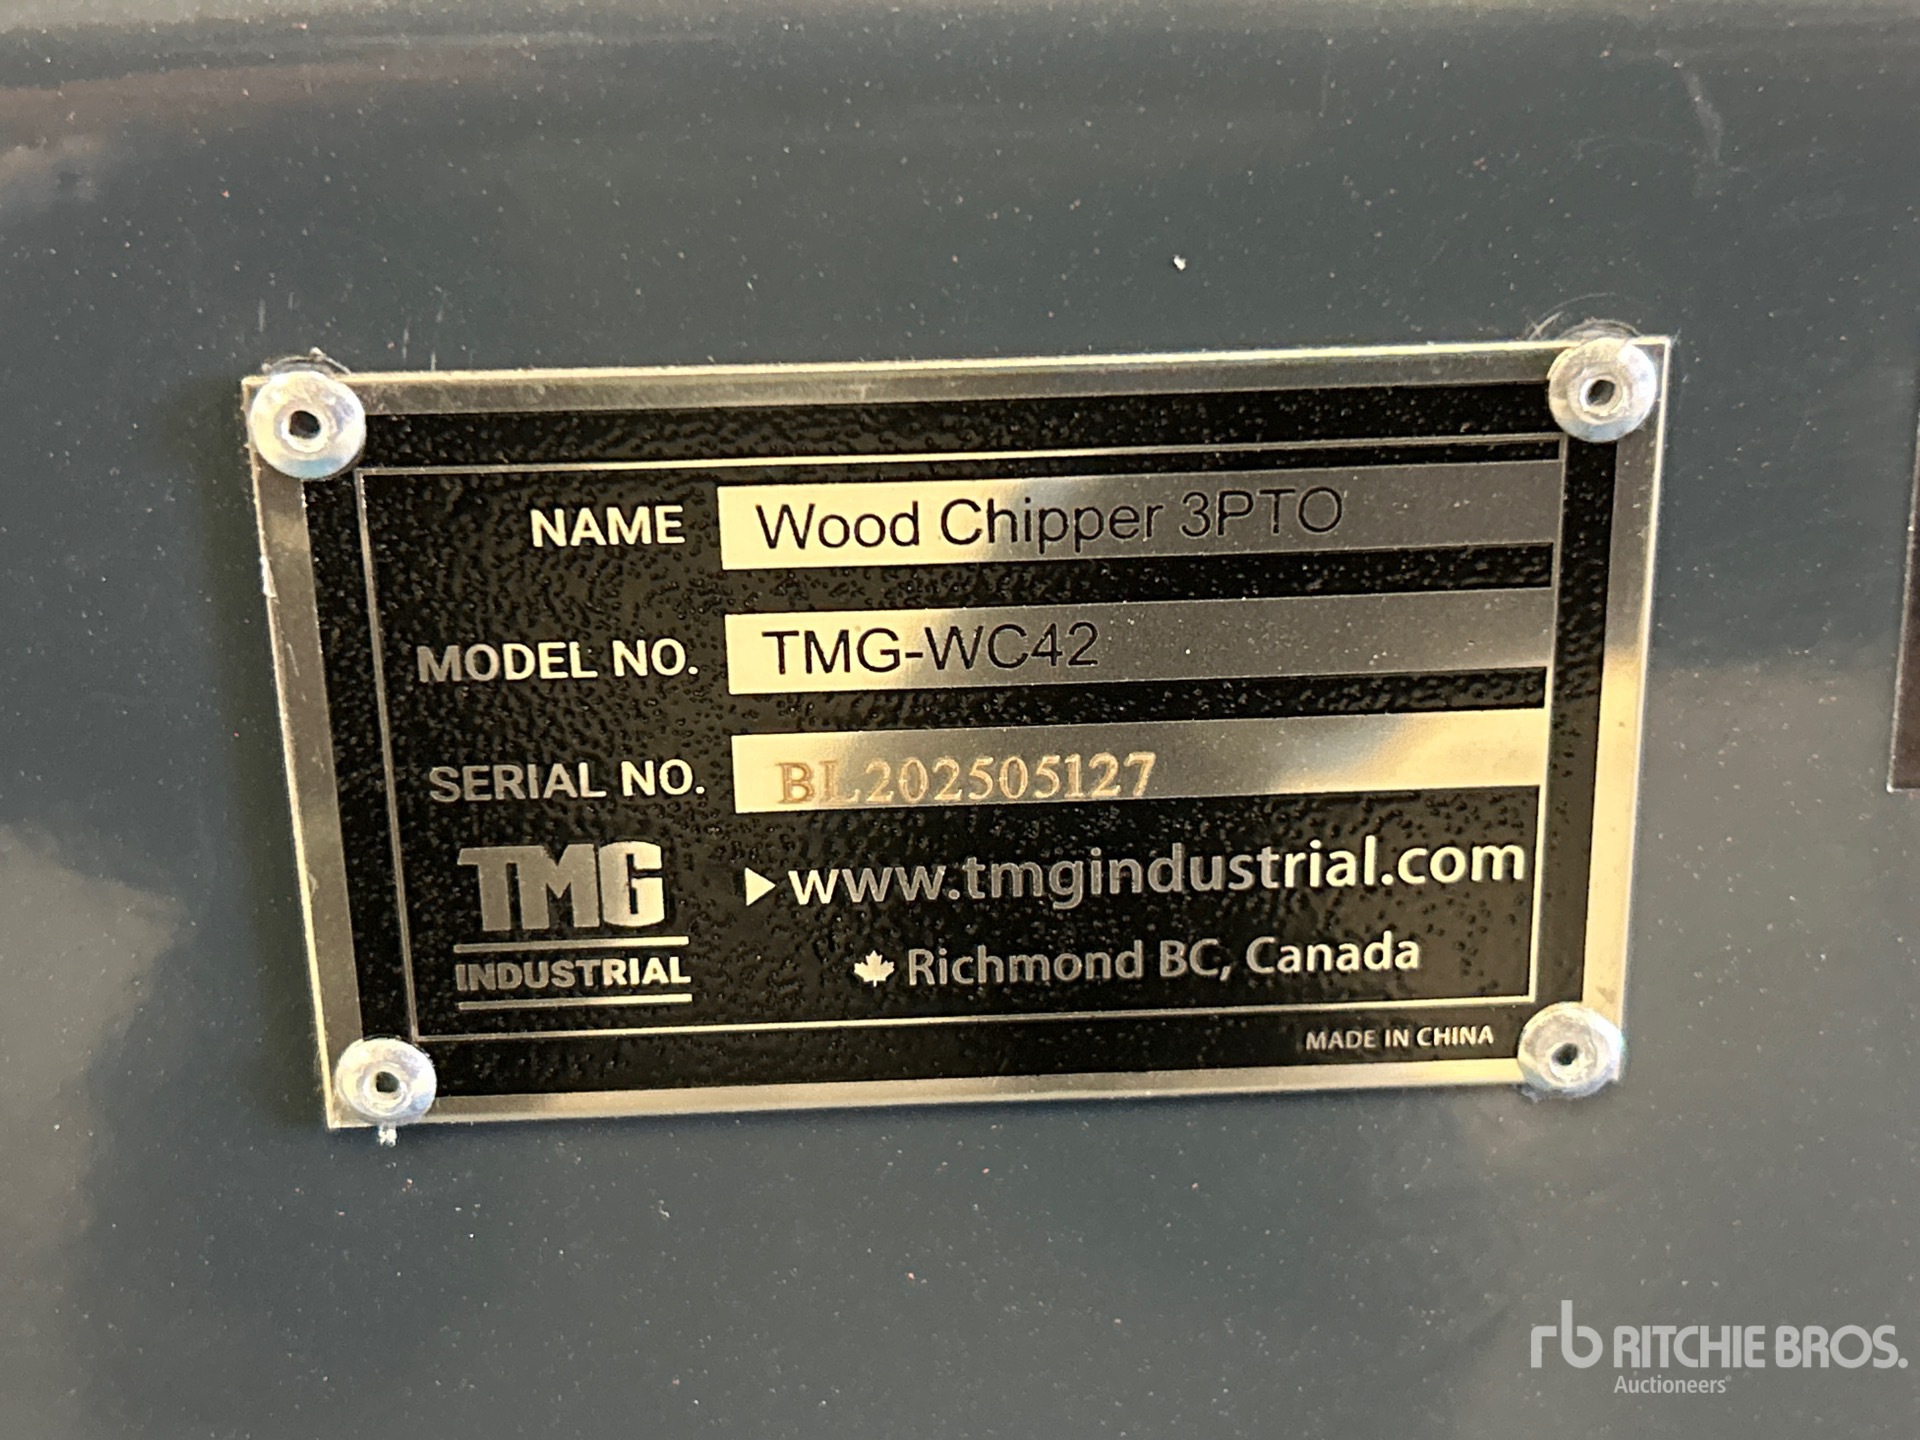 NAME Wood Chipper 3PTO
MODEL NO. TMG-WC42
SERIAL NO. BL202505127
TMG
INDUSTRIAL
www.tmgindustrial.com
Richmond BC, Canada
MADE IN CHINA
rb RITCHIE BROS.
Auctioneers